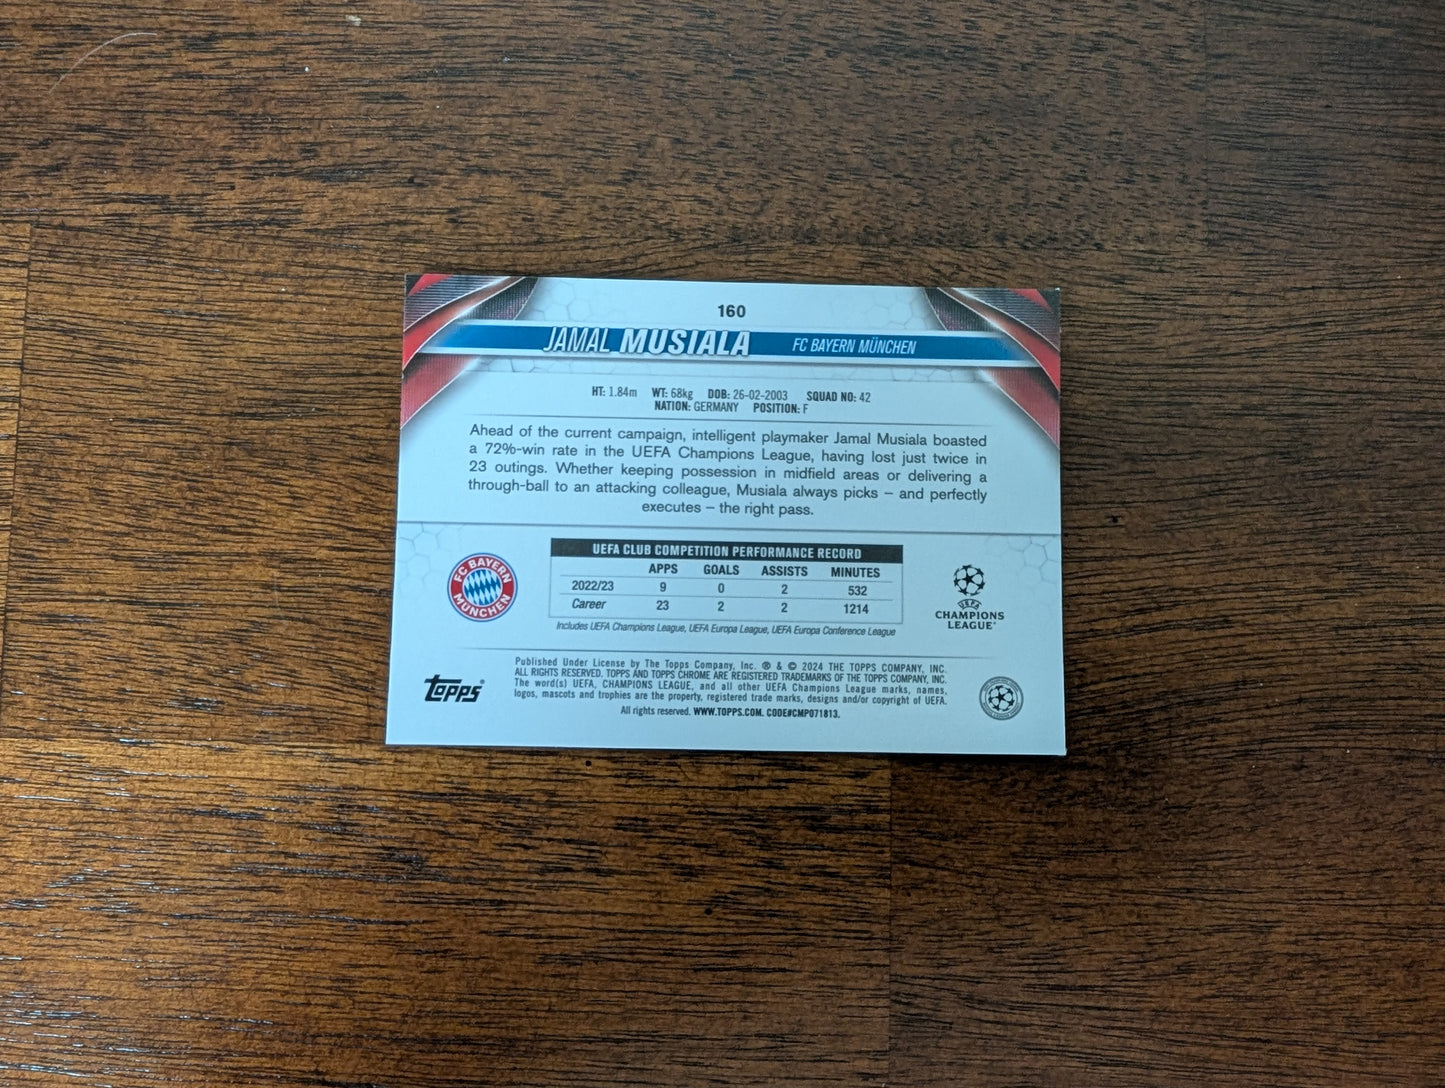 160
JAMAL MUSIALA FC BAYERN MÜNCHEN
HT: 1.84m WT: 68kg DOB: 26-02-2003 SQUAD NO: 42
NATION: GERMANY POSITION: F
Ahead of the current campaign, intelligent playmaker Jamal Musiala boasted
a 72%-win rate in the UEFA Champions League, having lost just twice in
23 outings. Whether keeping possession in midfield areas or delivering a
through-ball to an attacking colleague, Musiala always picks – and perfectly
executes – the right pass.
FC BAYERN
MÜNCHEN
UEFA CLUB COMPETITION PERFORMANCE RECORD
APPS GOALS ASSISTS MINUTES
2022/23 9 0 2 532
Career 23 2 2 1214
Includes UEFA Champions League, UEFA Europa League, UEFA Europa Conference League
UEFA
CHAMPIONS
LEAGUE®
Topps®
Published Under License by The Topps Company, Inc. ® & © 2024 THE TOPPS COMPANY, INC.
ALL RIGHTS RESERVED. TOPPS AND TOPPS CHROME ARE REGISTERED TRADEMARKS OF THE TOPPS COMPANY, INC.
The word(s) UEFA, CHAMPIONS LEAGUE, and all other UEFA Champions League marks, names,
logos, mascots and trophies are the property, registered trade marks, designs and/or copyright of UEFA.
All rights reserved. WWW.TOPPS.COM. CODE#CMP071813.